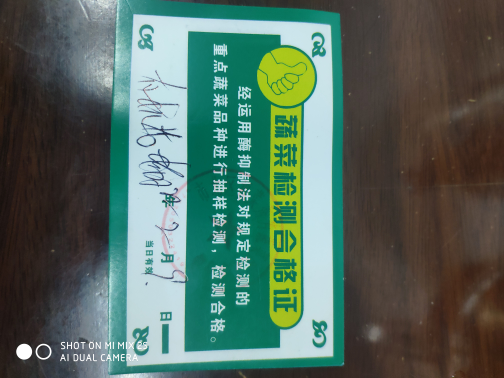 蔬菜检测合格证
经运用酶抑制法对规定检测的
重点蔬菜品种进行抽样检测，检测合格。
年 月 日
当日有效.
SHOT ON MI MIX 2S
AI DUAL CAMERA